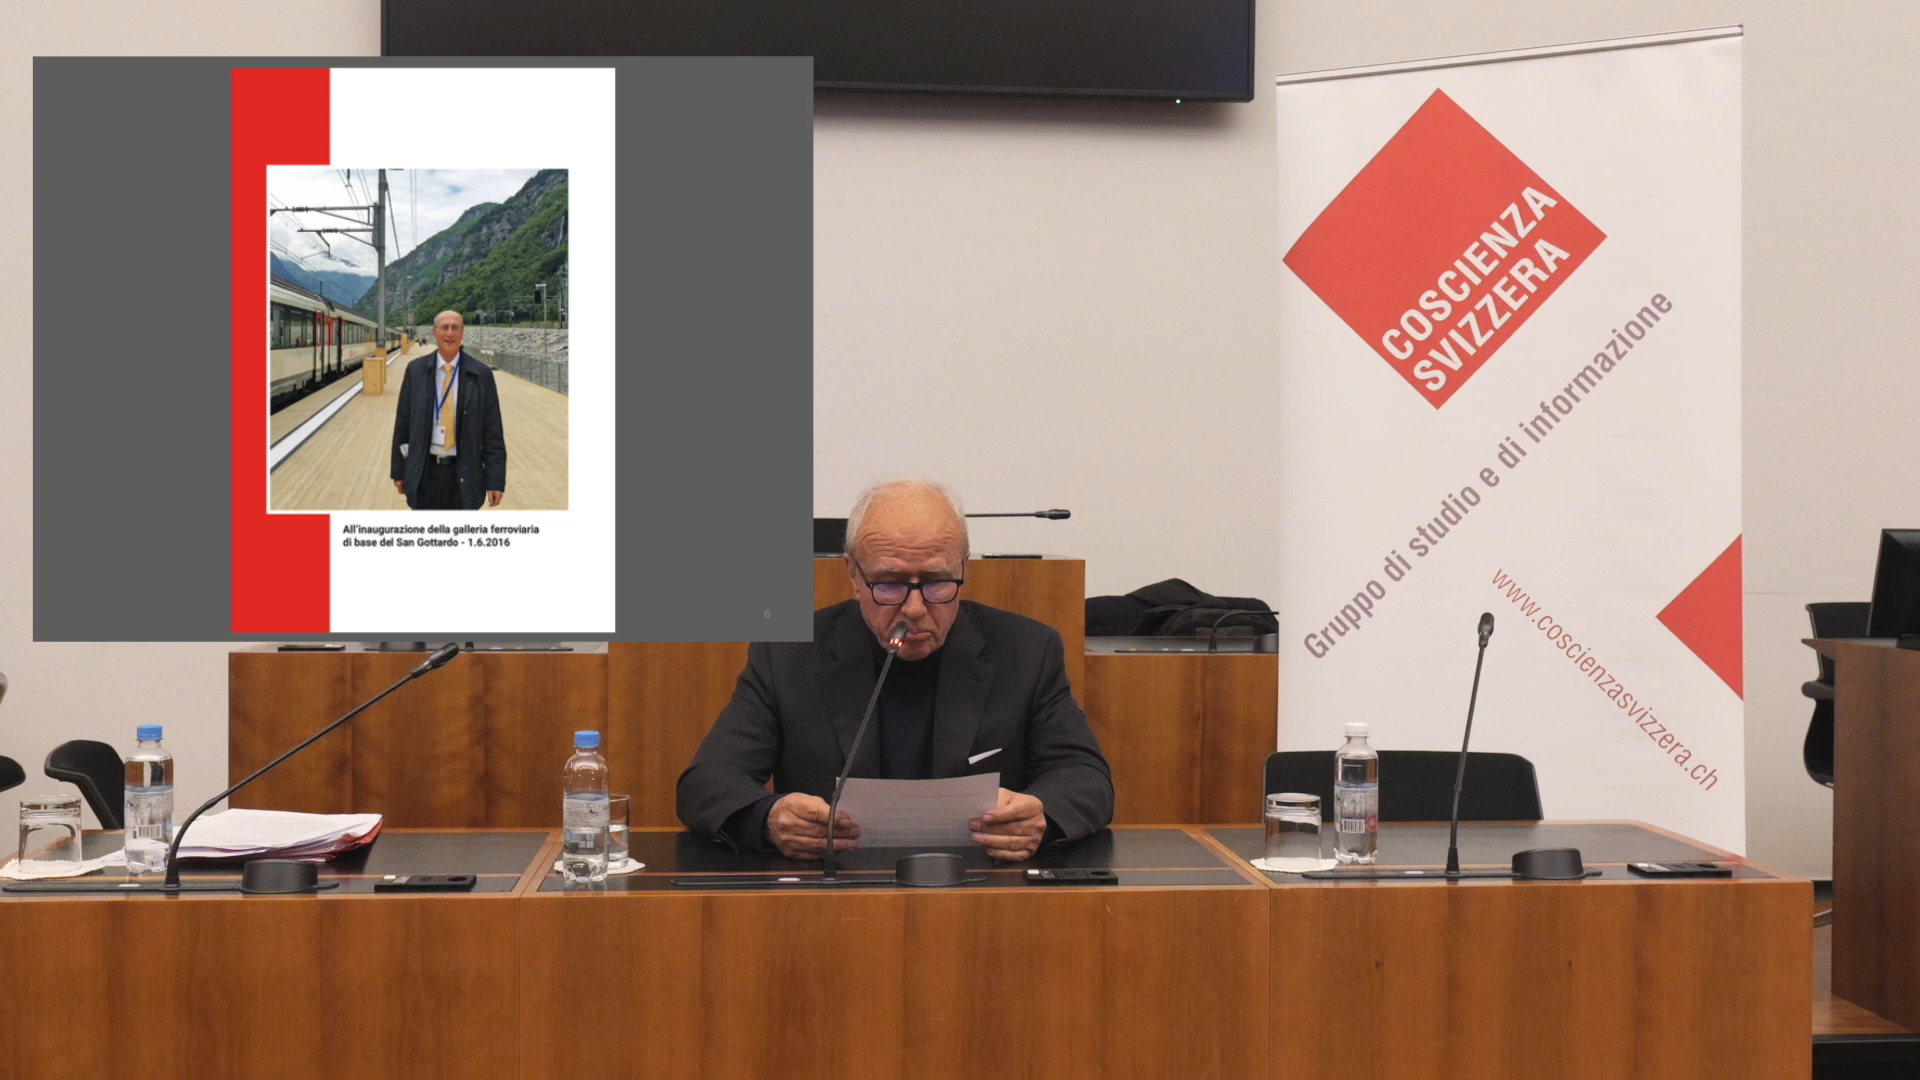 All'inaugurazione della galleria ferroviaria
di base del San Gottardo - 1.6.2016
6
COSCIENZA
SVIZZERA
Gruppo di studio e di informazione
www.coscienzasvizzera.ch